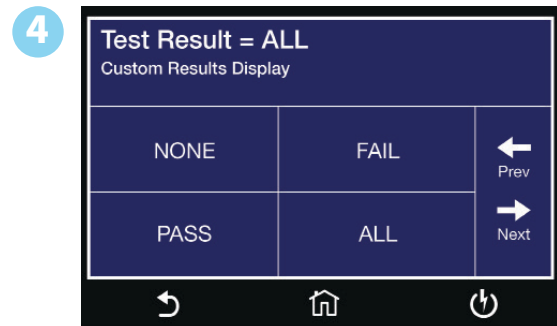 4
Test Result = ALL
Custom Results Display
NONE
FAIL
Prev
PASS
ALL
Next